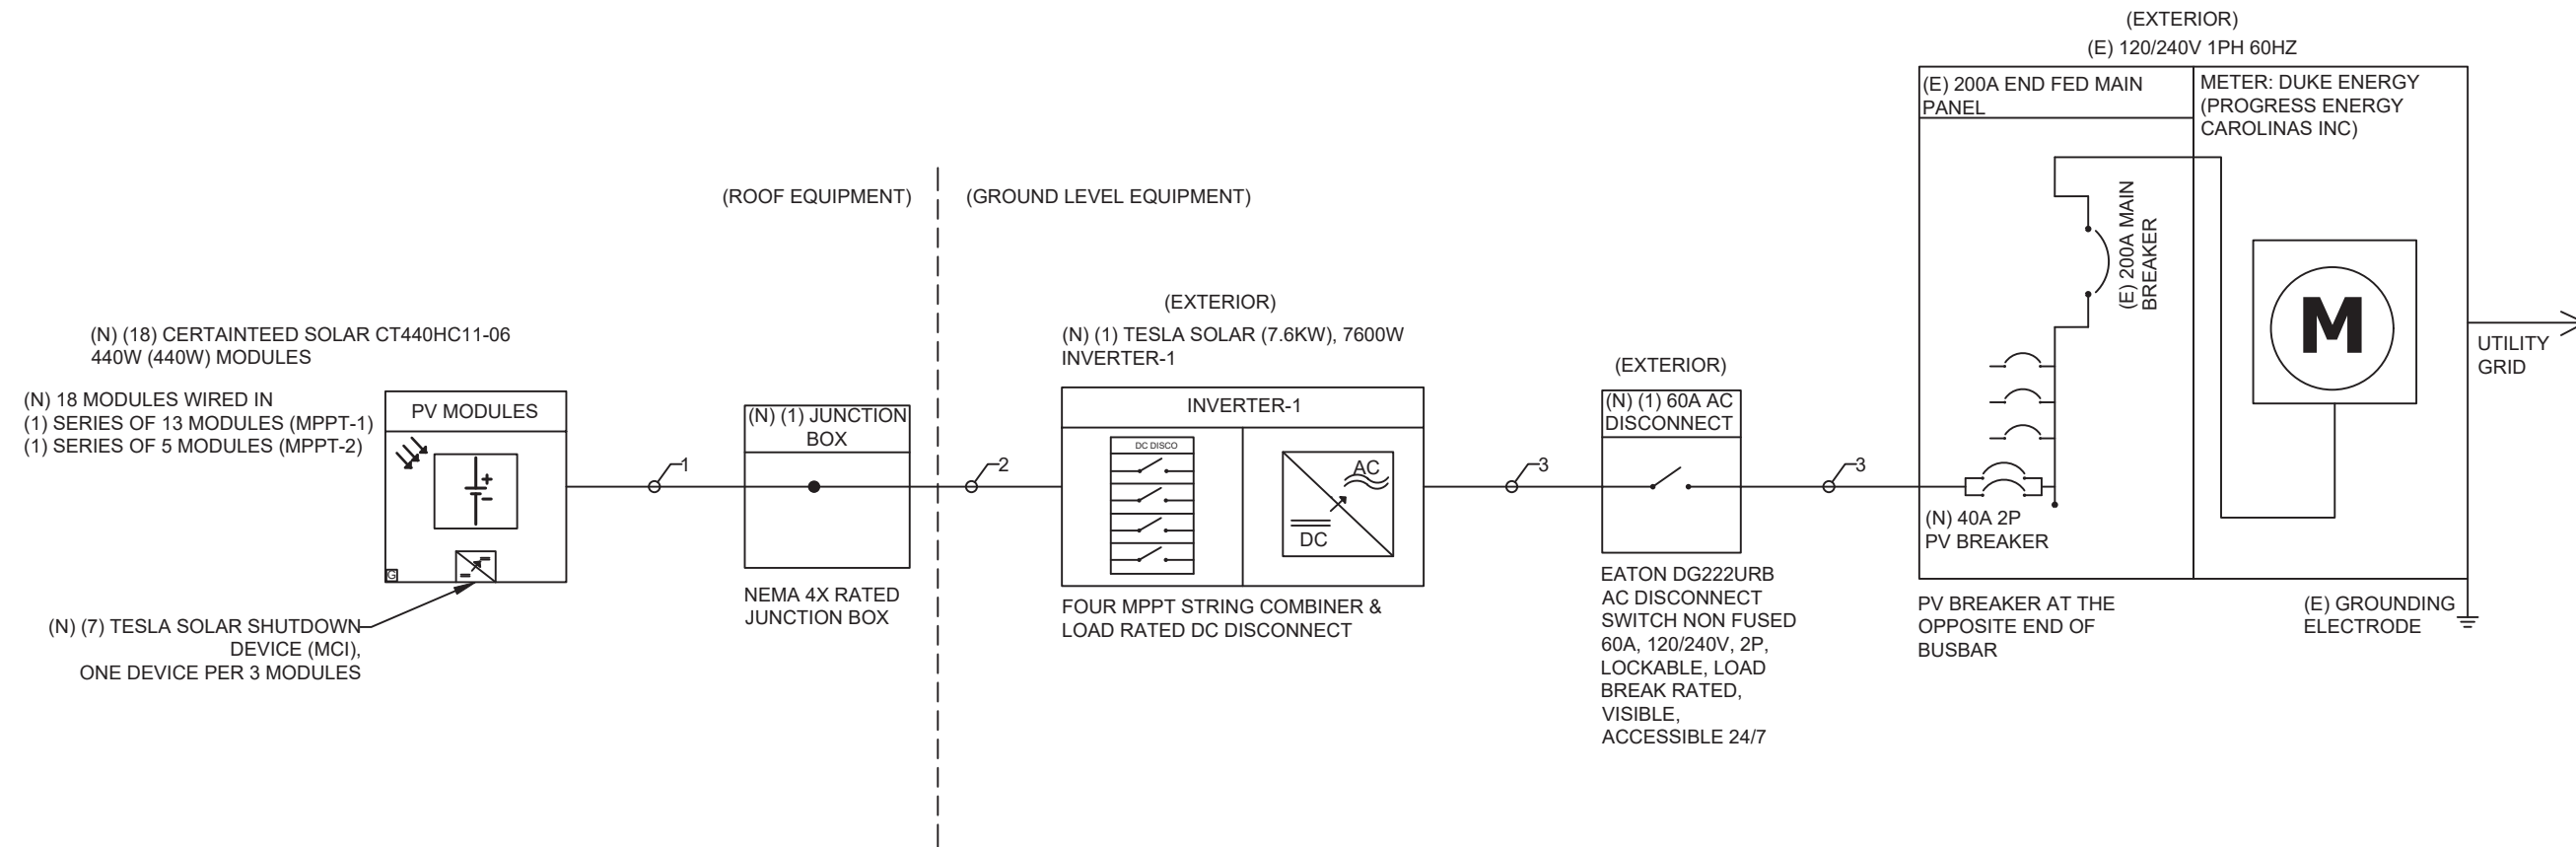 (EXTERIOR)
(E) 120/240V 1PH 60HZ
(E) 200A END FED MAIN
PANEL
METER: DUKE ENERGY
(PROGRESS ENERGY
CAROLINAS INC)
(ROOF EQUIPMENT)
(GROUND LEVEL EQUIPMENT)
(E) 200A MAIN
BREAKER
M
UTILITY
GRID
(N) (18) CERTAINTEED SOLAR CT440HC11-06
440W (440W) MODULES
(N) 18 MODULES WIRED IN
(1) SERIES OF 13 MODULES (MPPT-1)
(1) SERIES OF 5 MODULES (MPPT-2)
PV MODULES
+
−
G
(N) (7) TESLA SOLAR SHUTDOWN
DEVICE (MCI),
ONE DEVICE PER 3 MODULES
1
(N) (1) JUNCTION
BOX
NEMA 4X RATED
JUNCTION BOX
2
(EXTERIOR)
(N) (1) TESLA SOLAR (7.6KW), 7600W
INVERTER-1
INVERTER-1
DC DISCO
AC
DC
FOUR MPPT STRING COMBINER &
LOAD RATED DC DISCONNECT
3
(EXTERIOR)
(N) (1) 60A AC
DISCONNECT
EATON DG222URB
AC DISCONNECT
SWITCH NON FUSED
60A, 120/240V, 2P,
LOCKABLE, LOAD
BREAK RATED,
VISIBLE,
ACCESSIBLE 24/7
3
(N) 40A 2P
PV BREAKER
PV BREAKER AT THE
OPPOSITE END OF
BUSBAR
(E) GROUNDING
ELECTRODE